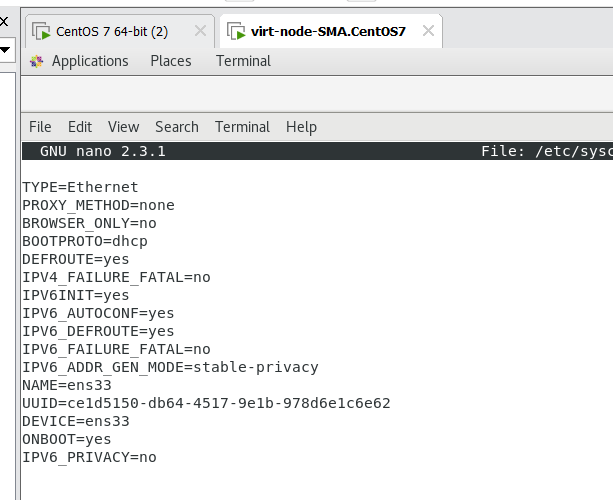 CentOS 7 64-bit (2)
virt-node-SMA.CentOS7
Applications Places Terminal
File Edit View Search Terminal Help
GNU nano 2.3.1 File: /etc/sysc
TYPE=Ethernet
PROXY_METHOD=none
BROWSER_ONLY=no
BOOTPROTO=dhcp
DEFROUTE=yes
IPV4_FAILURE_FATAL=no
IPV6INIT=yes
IPV6_AUTOCONF=yes
IPV6_DEFROUTE=yes
IPV6_FAILURE_FATAL=no
IPV6_ADDR_GEN_MODE=stable-privacy
NAME=ens33
UUID=ce1d5150-db64-4517-9e1b-978d6e1c6e62
DEVICE=ens33
ONBOOT=yes
IPV6_PRIVACY=no